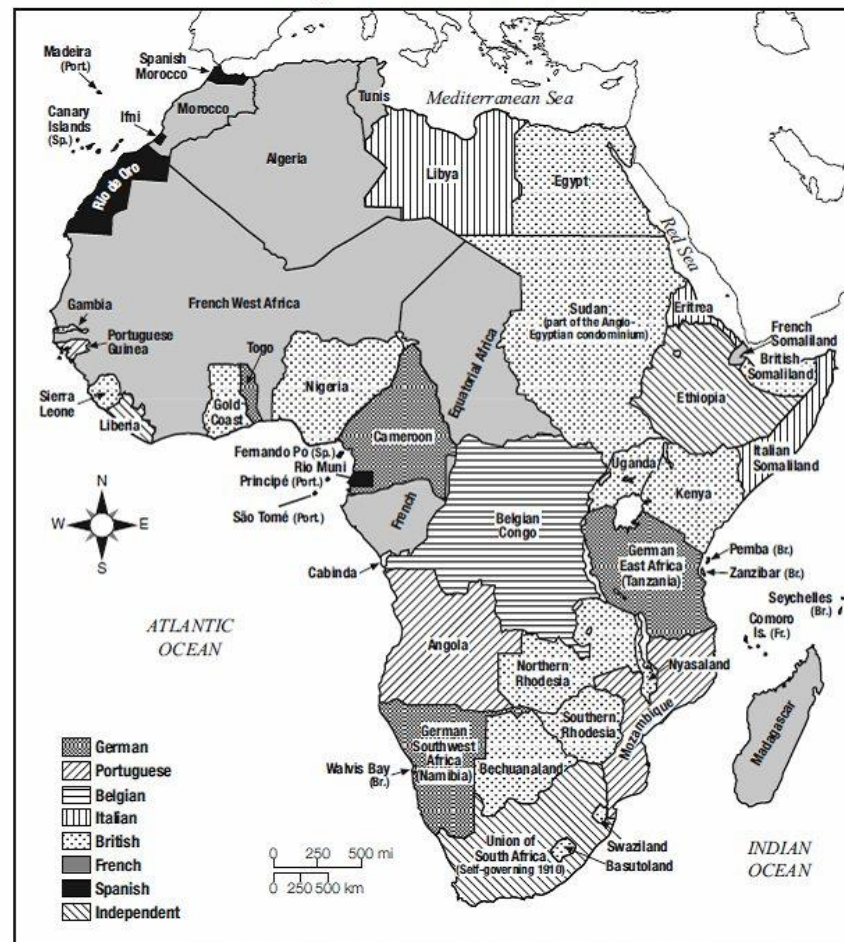 Madeira
(Port.)
Spanish
Morocco
Mediterranean Sea
Tunis
Morocco
Ifni
Canary
Islands
(Sp.)
Algeria
Libya
Egypt
Río de Oro
Red Sea
French West Africa
Gambia
Portuguese
Guinea
Togo
Sudan
(part of the Anglo-
Egyptian condominium)
Eritrea
French
Somaliland
British
Somaliland
Equatorial Africa
Nigeria
Sierra
Leone
Liberia
Gold
Coast
Ethiopia
Cameroon
Fernando Po (Sp.)
Rio Muni
Principé (Port.)
São Tomé (Port.)
Uganda
Italian
Somaliland
Kenya
N
W
E
S
French
Belgian
Congo
Cabinda
German
East Africa
(Tanzania)
Pemba (Br.)
Zanzibar (Br.)
Seychelles
(Br.)
Comoro
Is. (Fr.)
ATLANTIC
OCEAN
Angola
Northern
Rhodesia
Nyasaland
Southern
Rhodesia
Mozambique
Madagascar
German
Southwest
Africa
(Namibia)
Walvis Bay
(Br.)
Bechuanaland
Swaziland
Basutoland
Union of
South Africa
(Self-governing 1910)
INDIAN
OCEAN
German
Portuguese
Belgian
Italian
British
French
Spanish
Independent
0 250 500 mi
0 250 500 km